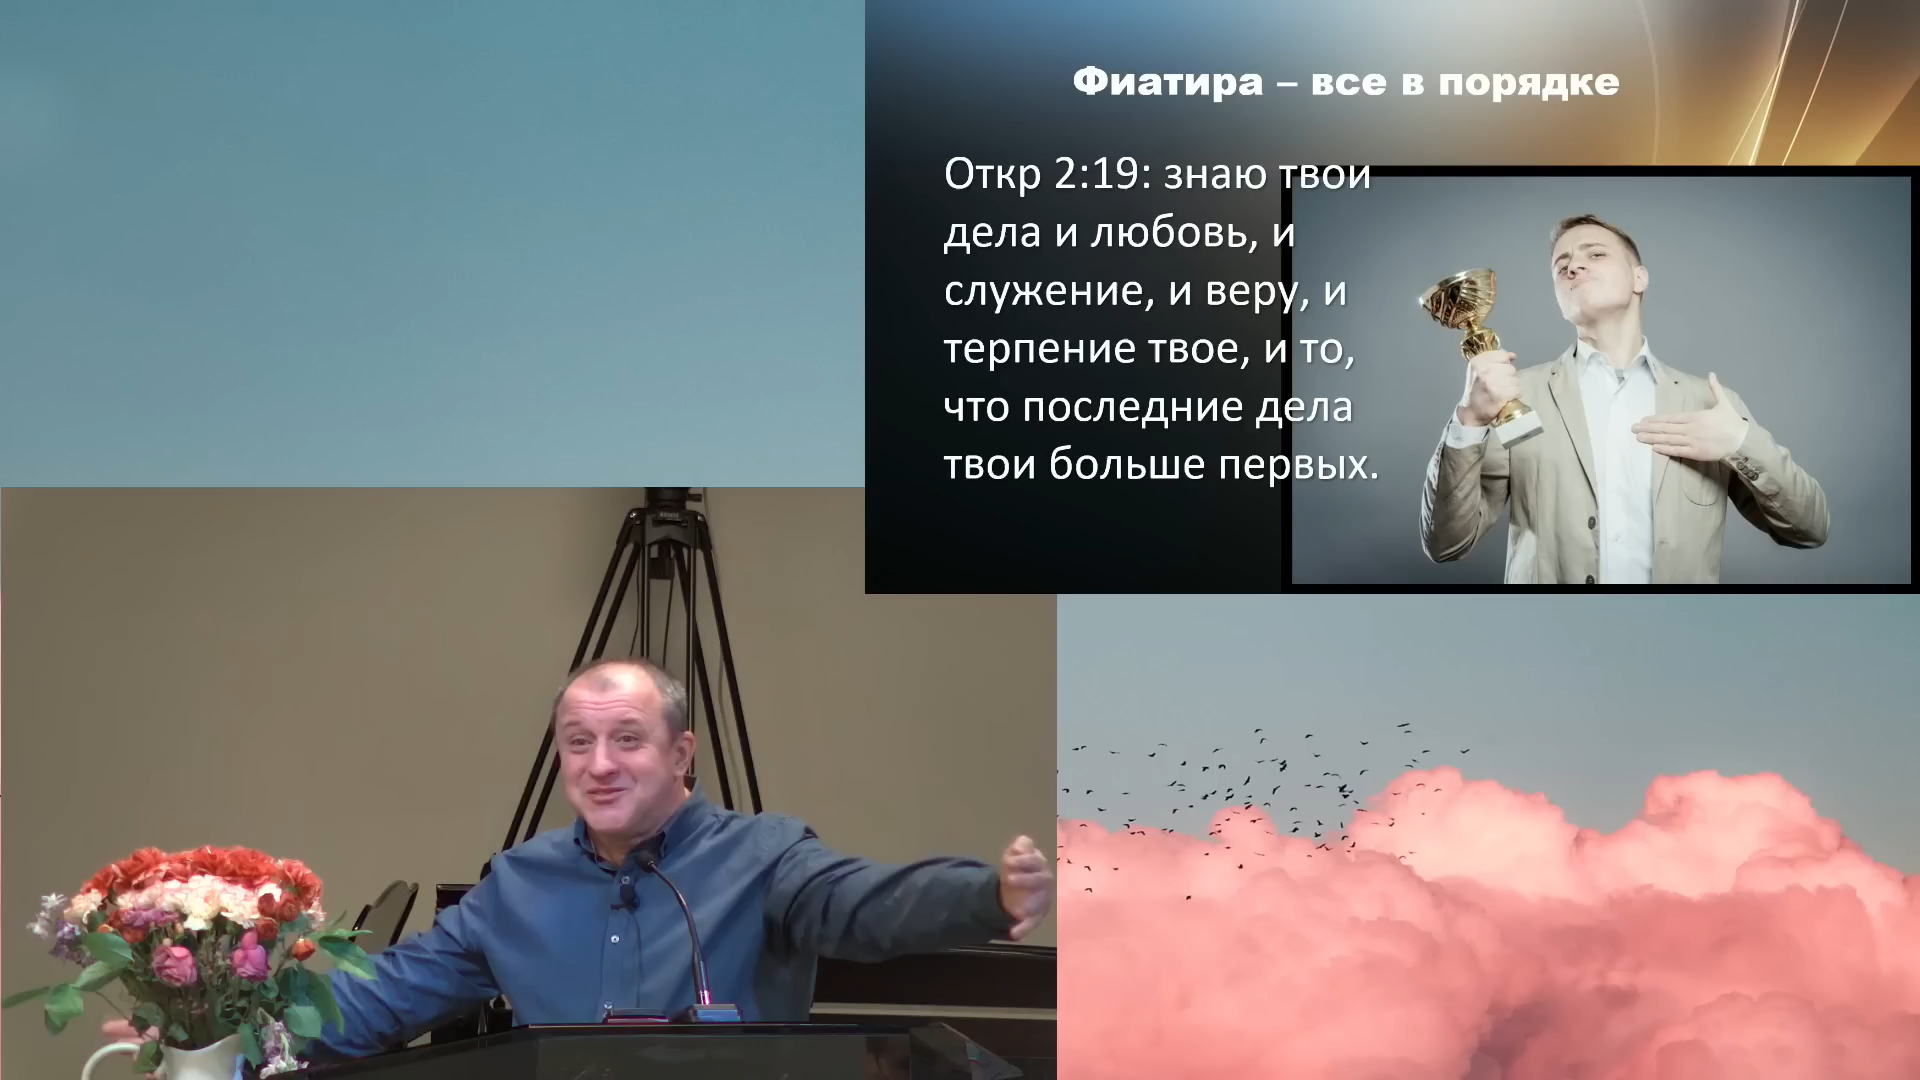 Фиатира – все в порядке
Откр 2:19: знаю твои
дела и любовь, и
служение, и веру, и
терпение твое, и то,
что последние дела
твои больше первых.